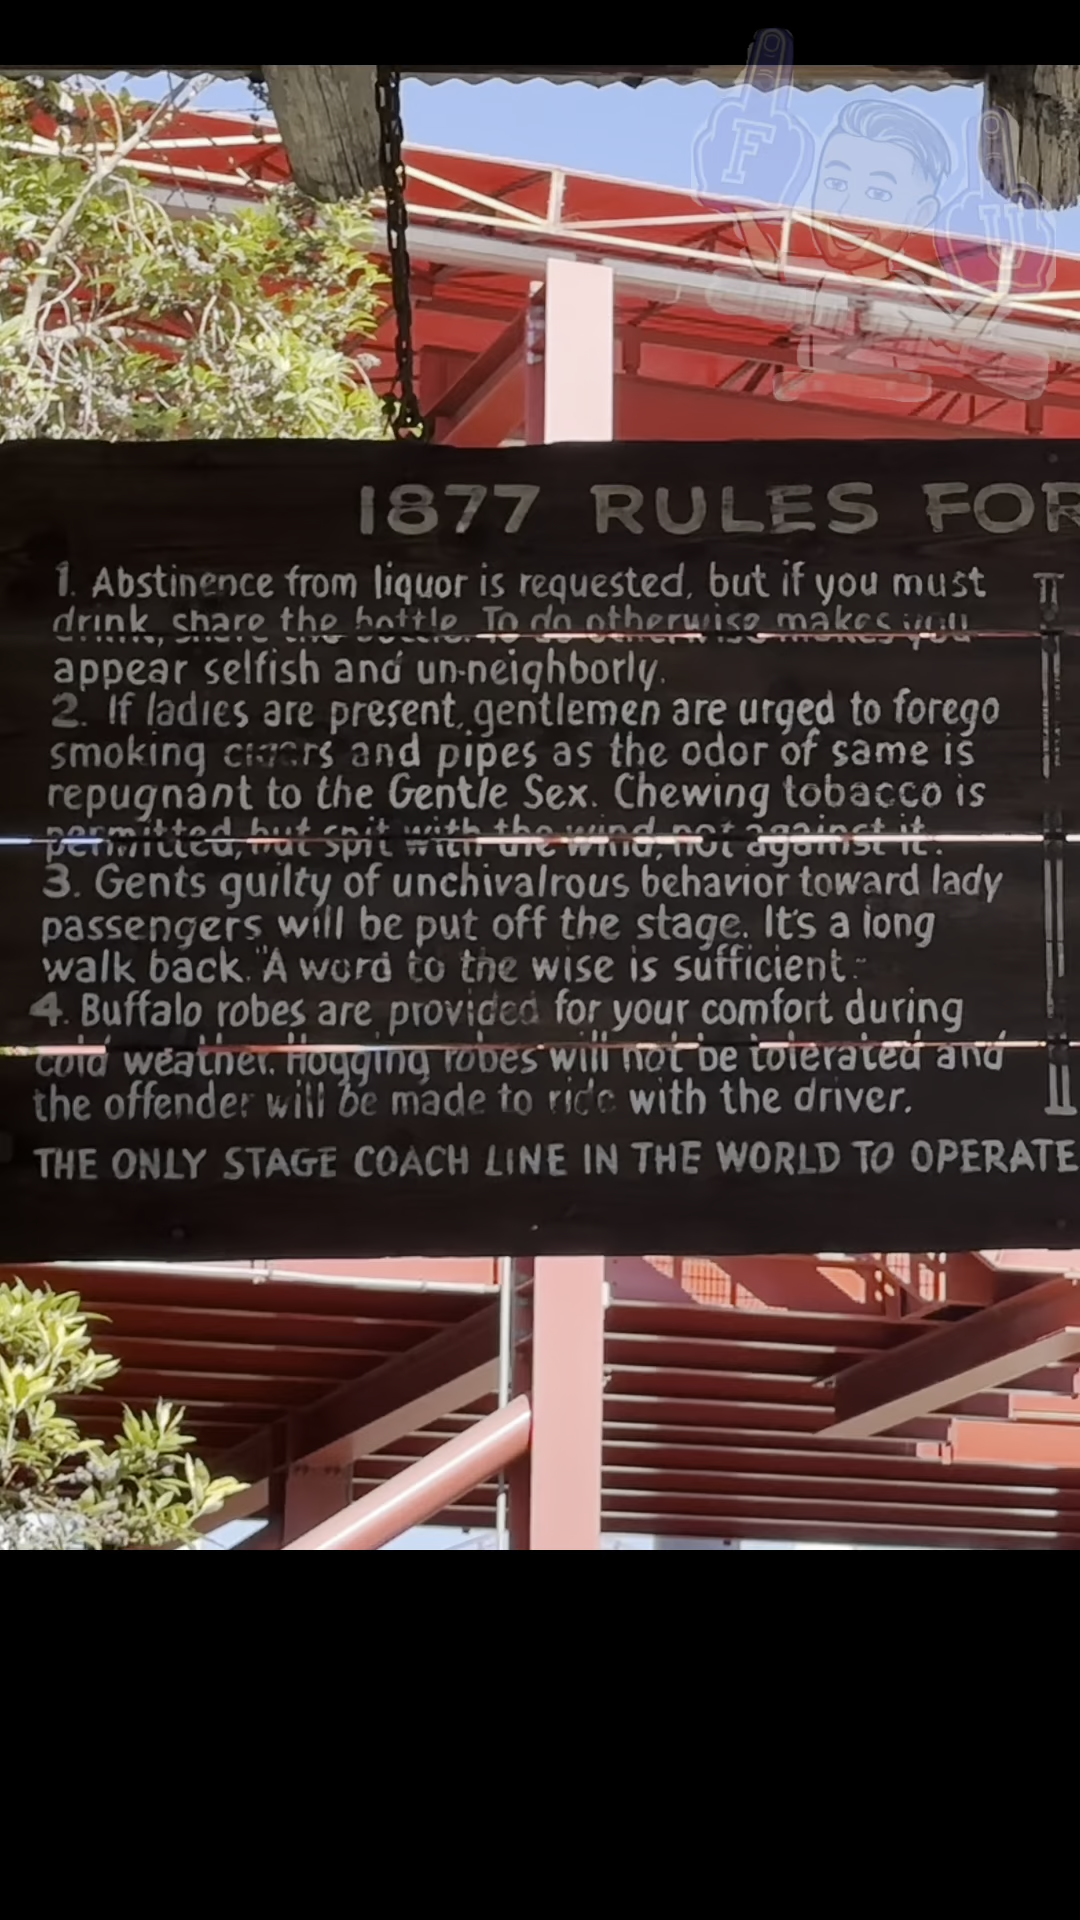 1877 RULES FOR
1. Abstinence from liquor is requested, but if you must
drink, share the bottle. To do otherwise makes you
appear selfish and un-neighborly.
2. If ladies are present, gentlemen are urged to forego
smoking cigars and pipes as the odor of same is
repugnant to the Gentle Sex. Chewing tobacco is
permitted, but spit with the wind, not against it.
3. Gents guilty of unchivalrous behavior toward lady
passengers will be put off the stage. It's a long
walk back. "A word to the wise is sufficient."
4. Buffalo robes are provided for your comfort during
cold weather. Hogging robes will not be tolerated and
the offender will be made to ride with the driver.
THE ONLY STAGE COACH LINE IN THE WORLD TO OPERATE
F
U